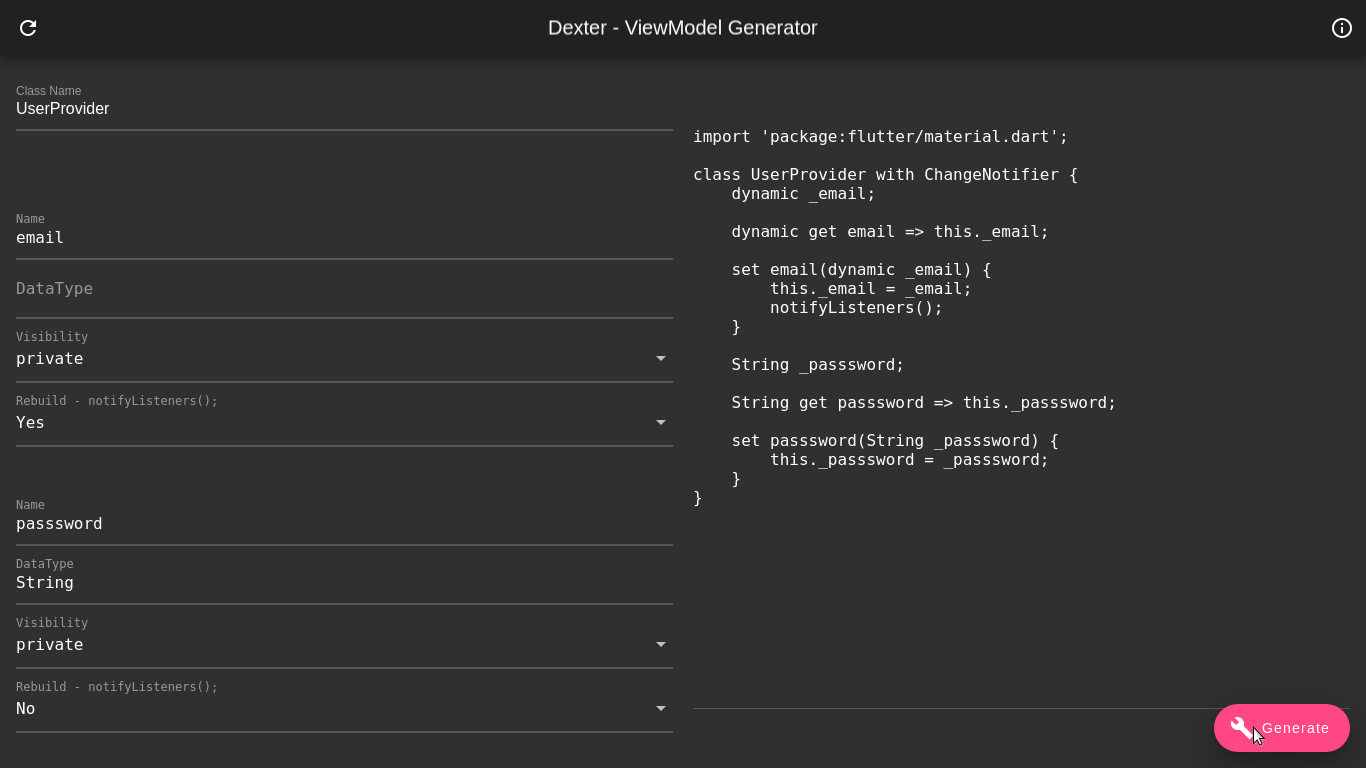 Dexter - ViewModel Generator
Class Name
UserProvider
Name
email
DataType
Visibility
private
Rebuild - notifyListeners();
Yes
Name
passsword
DataType
String
Visibility
private
Rebuild - notifyListeners();
No
import 'package:flutter/material.dart';
class UserProvider with ChangeNotifier {
    dynamic _email;
    dynamic get email => this._email;
    set email(dynamic _email) {
        this._email = _email;
        notifyListeners();
    }
    String _passsword;
    String get passsword => this._passsword;
    set passsword(String _passsword) {
        this._passsword = _passsword;
    }
}
Generate